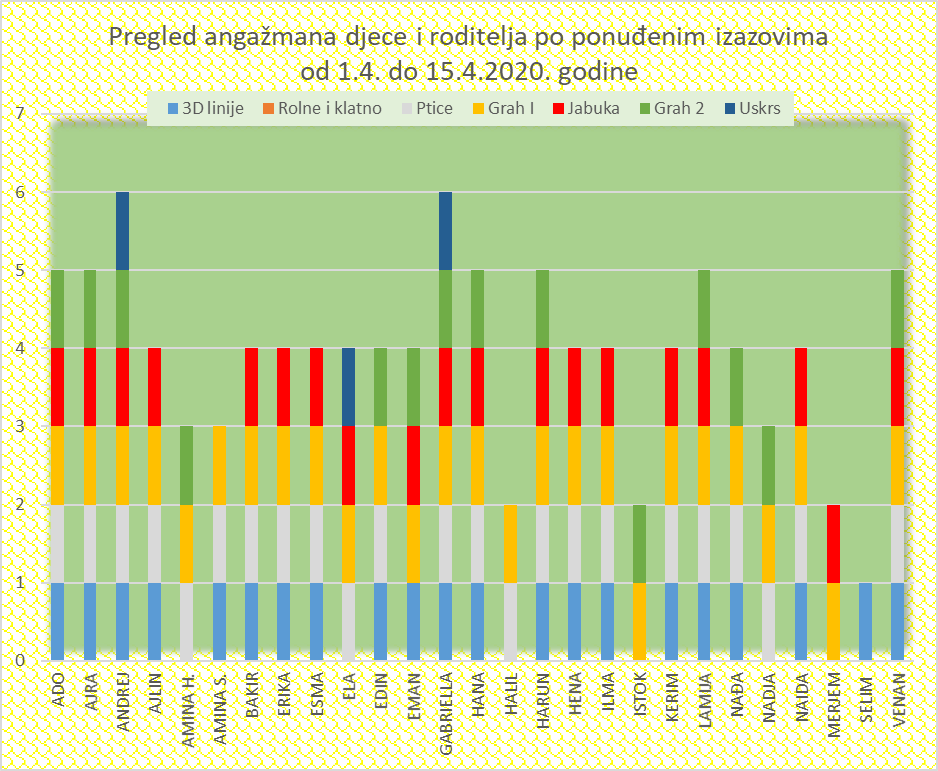 Pregled angažmana djece i roditelja po ponuđenim izazovima
od 1.4. do 15.4.2020. godine
3D linije Rolne i klatno Ptice Grah I Jabuka Grah 2 Uskrs
7
6
5
4
3
2
1
0
ADO
AJRA
ANDREJ
AJLIN
AMINA H.
AMINA S.
BAKIR
ERIKA
ESMA
ELA
EDIN
EMAN
GABRIELLA
HANA
HALIL
HARUN
HENA
ILMA
ISTOK
KERIM
LAMIJA
NAĐA
NADJA
NAIDA
MERJEM
SELIM
VENAN